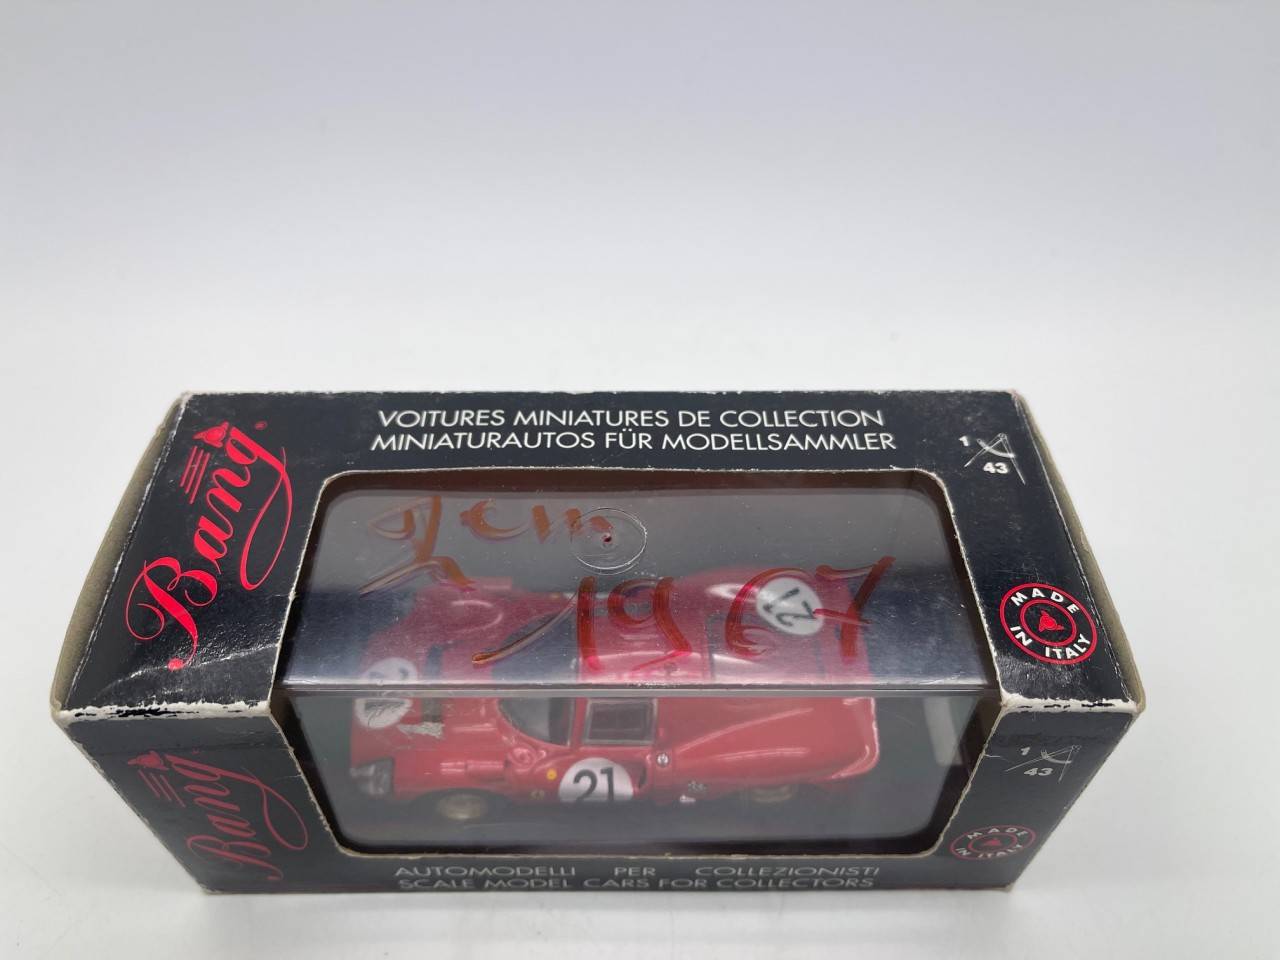 VOITURES MINIATURES DE COLLECTION
MINIATURAUTOS FÜR MODELLSAMMLER
Bang
1
43
1967
21
MADE IN ITALY
21
Bang
1
43
MADE IN ITALY
AUTOMODELLI PER COLLEZIONISTI
SCALE MODEL CARS FOR COLLECTORS